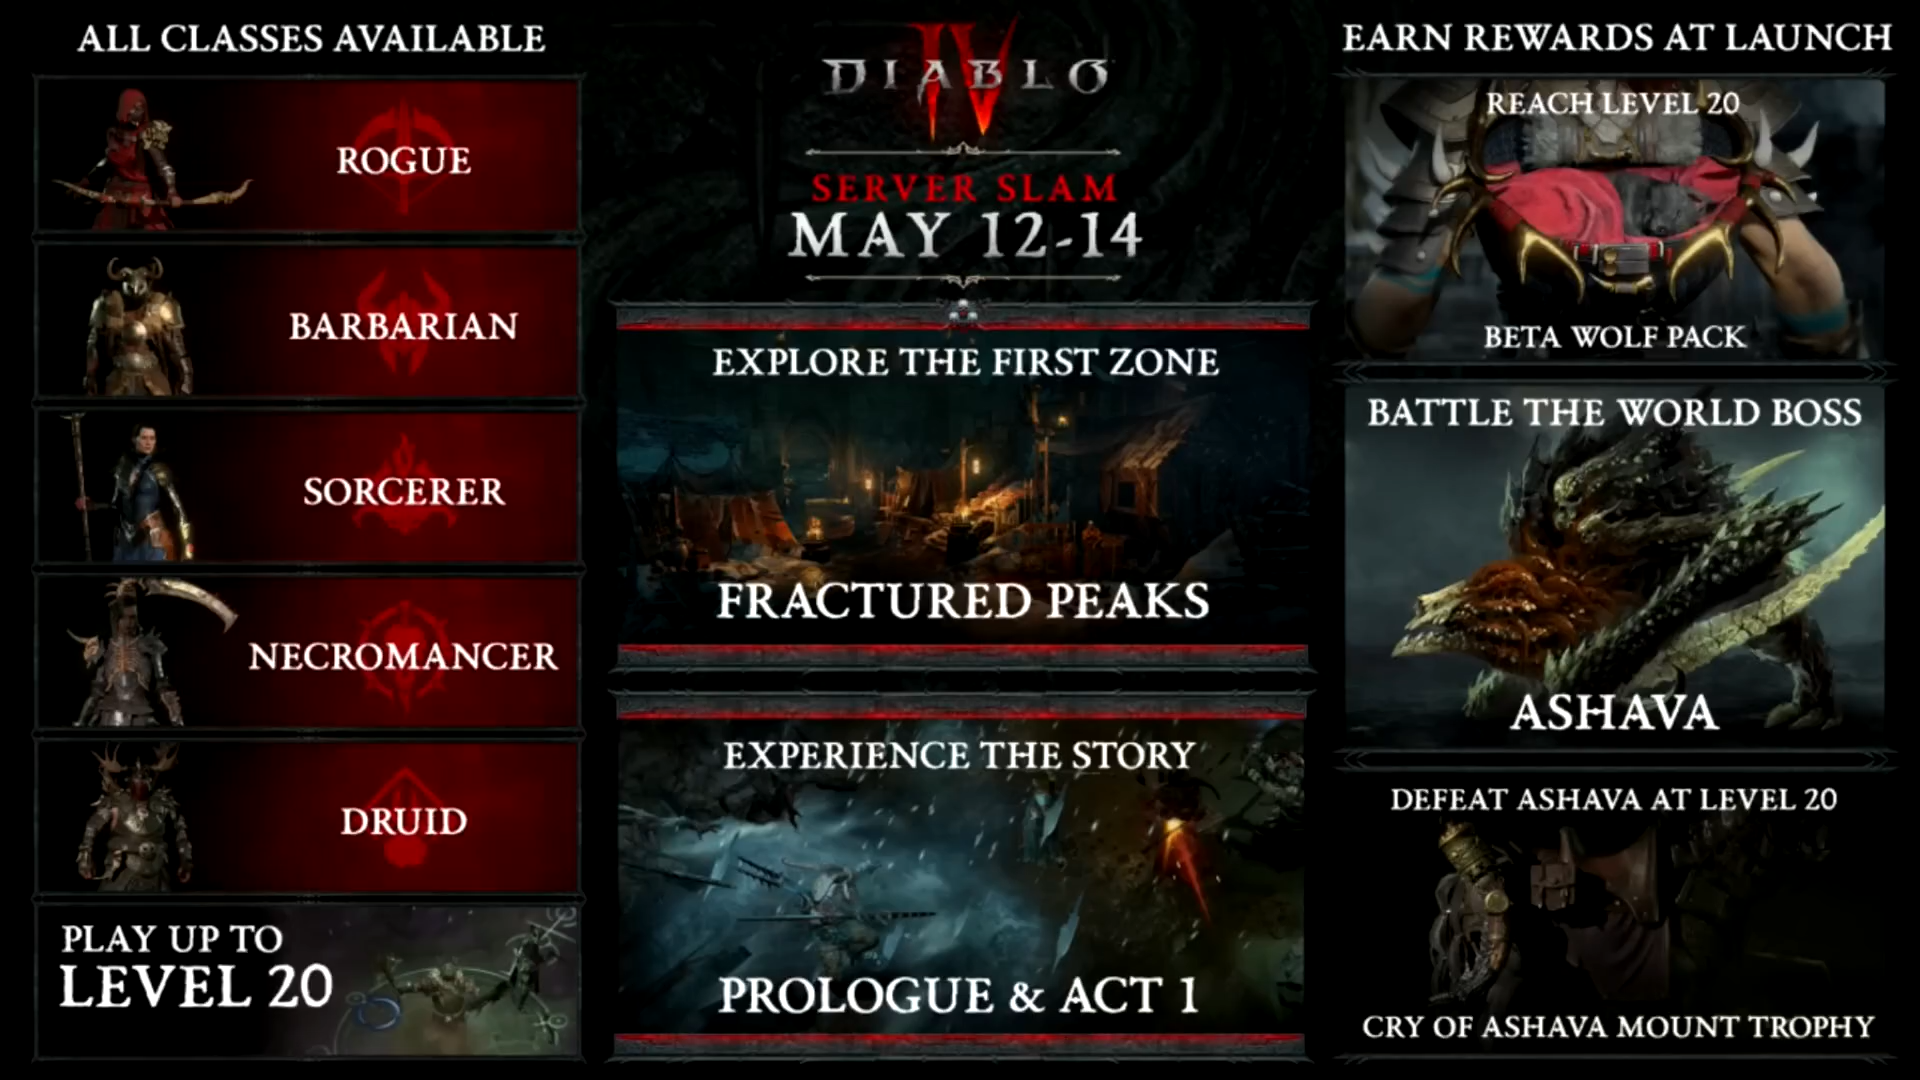 ALL CLASSES AVAILABLE
ROGUE
BARBARIAN
SORCERER
NECROMANCER
DRUID
PLAY UP TO
LEVEL 20
DIABLO
IV
SERVER SLAM
MAY 12-14
EXPLORE THE FIRST ZONE
FRACTURED PEAKS
EXPERIENCE THE STORY
PROLOGUE & ACT 1
EARN REWARDS AT LAUNCH
REACH LEVEL 20
BETA WOLF PACK
BATTLE THE WORLD BOSS
ASHAVA
DEFEAT ASHAVA AT LEVEL 20
CRY OF ASHAVA MOUNT TROPHY